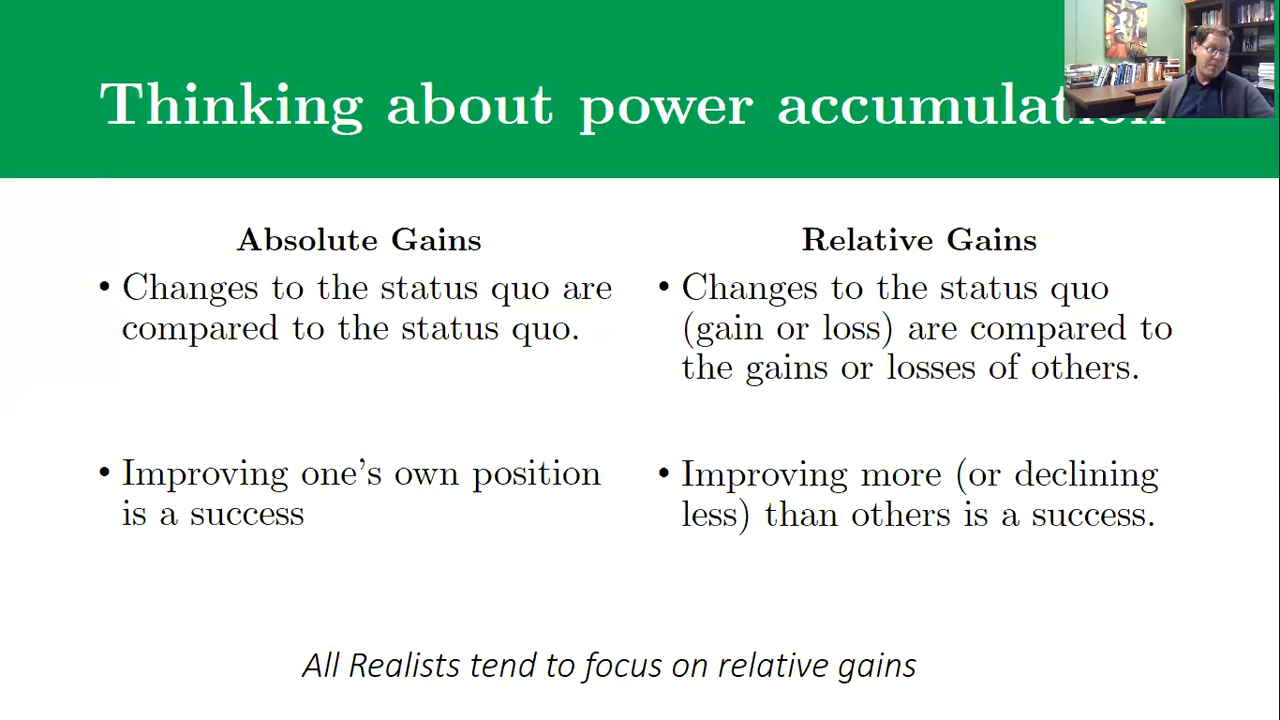 Thinking about power accumulation
Absolute Gains
• Changes to the status quo are
compared to the status quo.
• Improving one's own position
is a success
Relative Gains
• Changes to the status quo
(gain or loss) are compared to
the gains or losses of others.
• Improving more (or declining
less) than others is a success.
All Realists tend to focus on relative gains